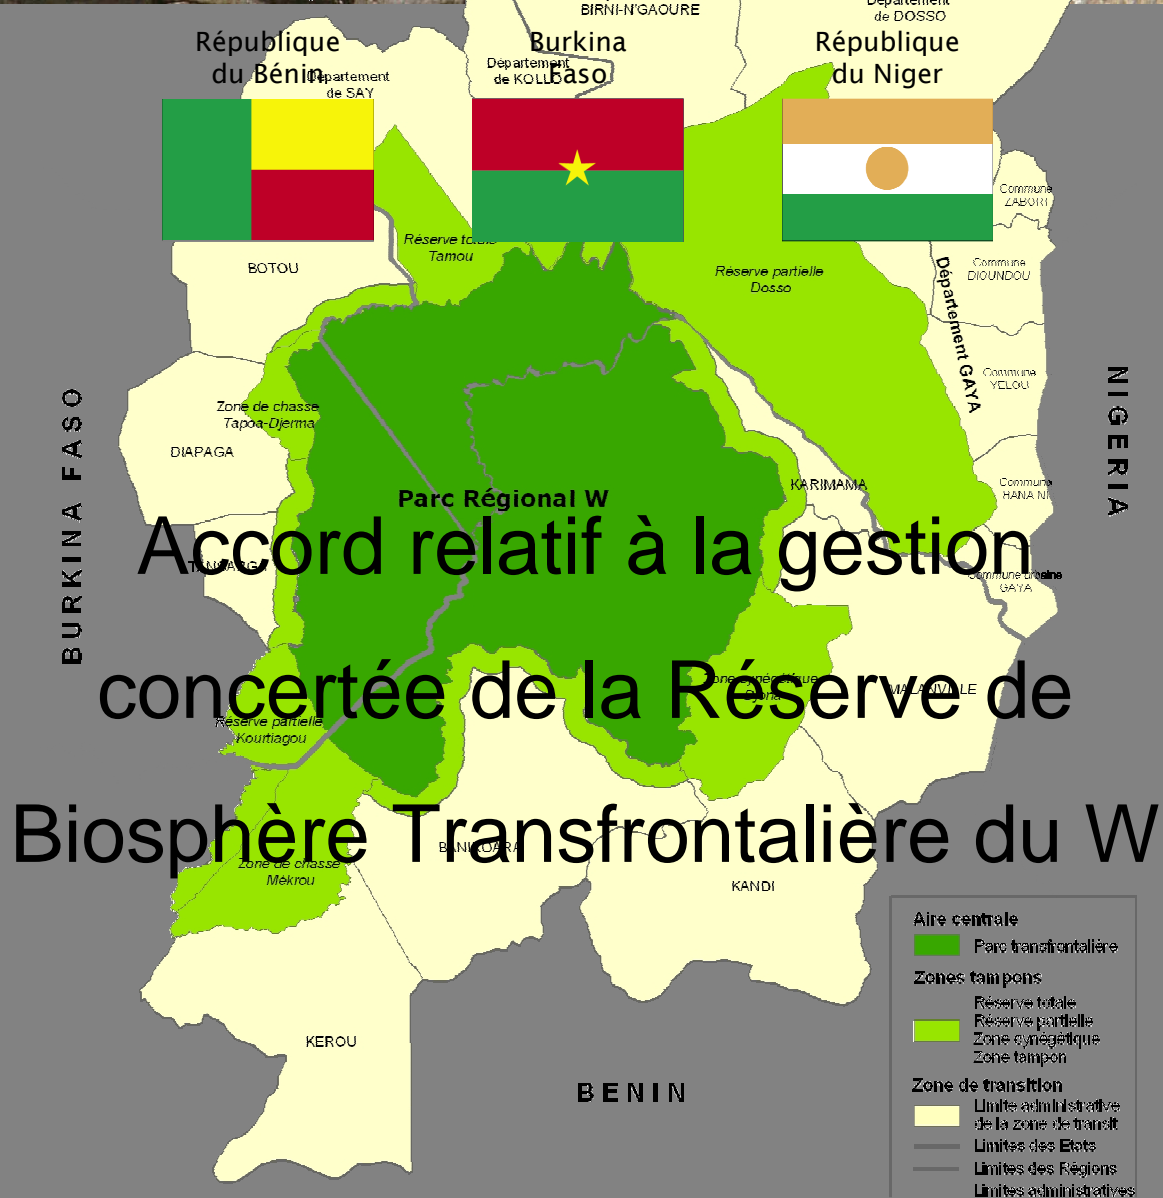 BIRNI-N'GAOURE
Département
de DOSSO
République
du Bénin
Burkina
Faso
République
du Niger
Département
de SAY
Département
de KOLLO
Commune
ZABORI
Réserve totale
Tamou
BOTOU
Réserve partielle
Dosso
Commune
DIOUNDOU
Département GAYA
Commune
YELOU
NIGERIA
BURKINA FASO
Zone de chasse
Tapoa-Djerma
DIAPAGA
Parc Régional W
KARIMAMA
Commune
TANSARGA
Commune urbaine
GAYA
Accord relatif à la gestion
concertée de la Réserve de
Biosphère Transfrontalière du W
Zone cynégétique
Djona
MALANVILLE
Réserve partielle
Kourtiagou
BANIKOARA
Zone de chasse
Mékrou
KANDI
KEROU
BENIN
Aire centrale
Parc transfrontalière
Zones tampons
Réserve totale
Réserve partielle
Zone cynégétique
Zone tampon
Zone de transition
Limite administrative
de la zone de transit
Limites des Etats
Limites des Régions
Limites administratives